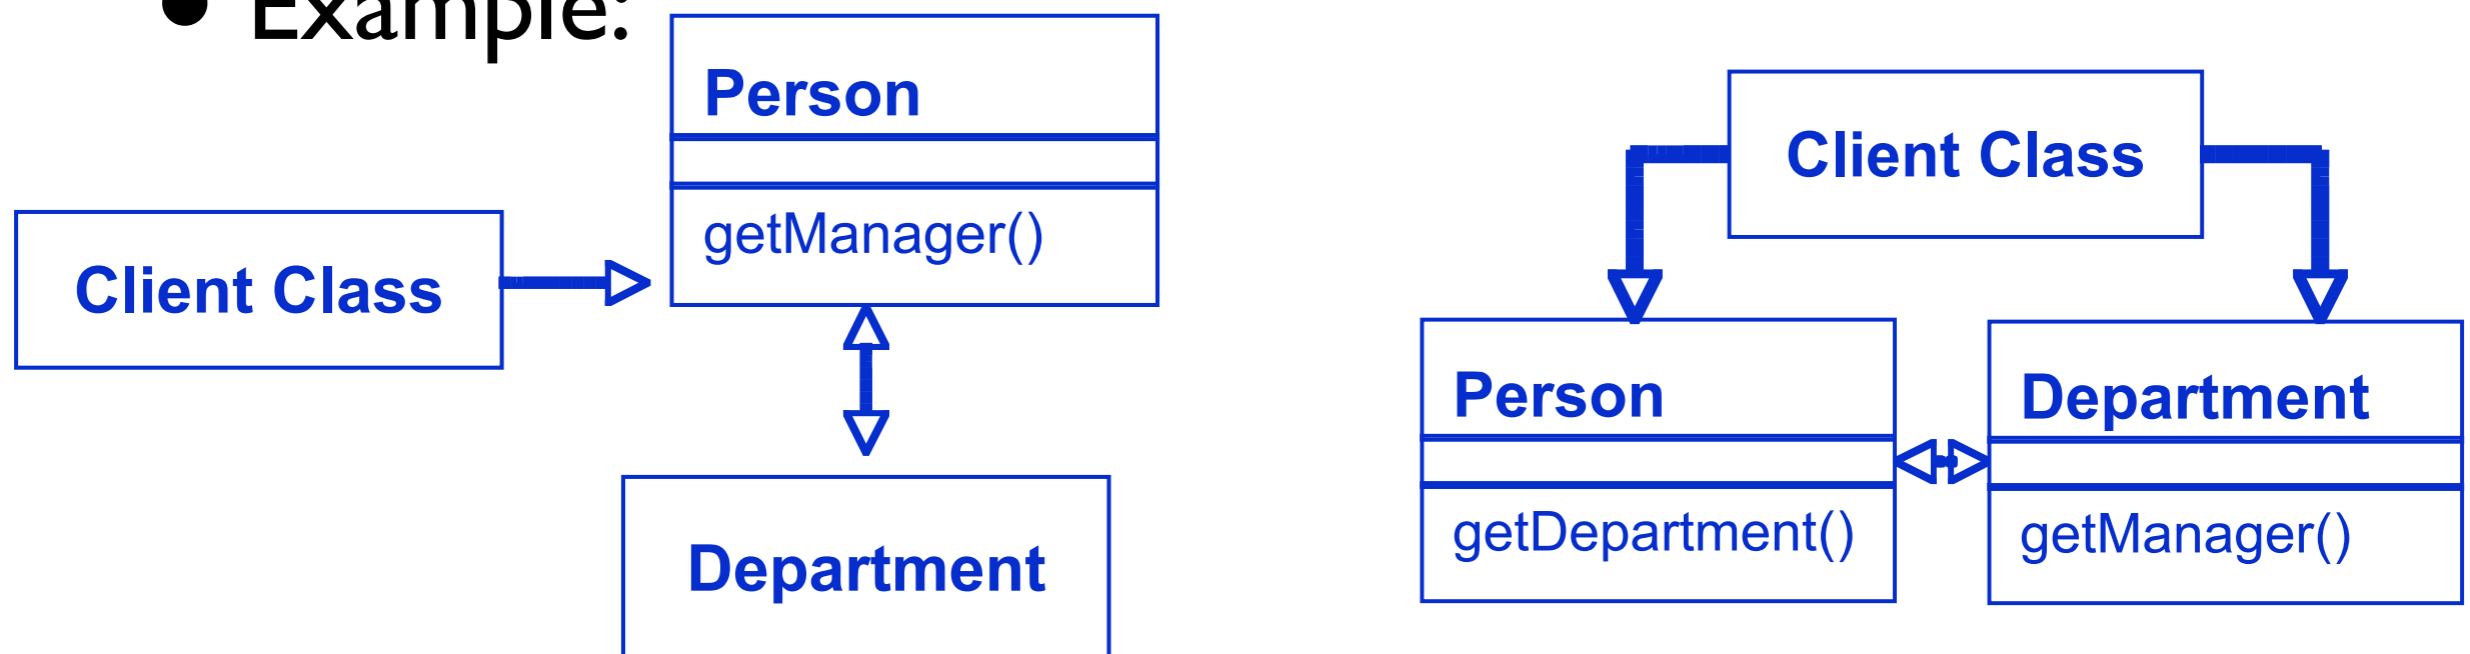 ● Example:
Person
getManager()
Client Class
Department
Client Class
Person
getDepartment()
Department
getManager()